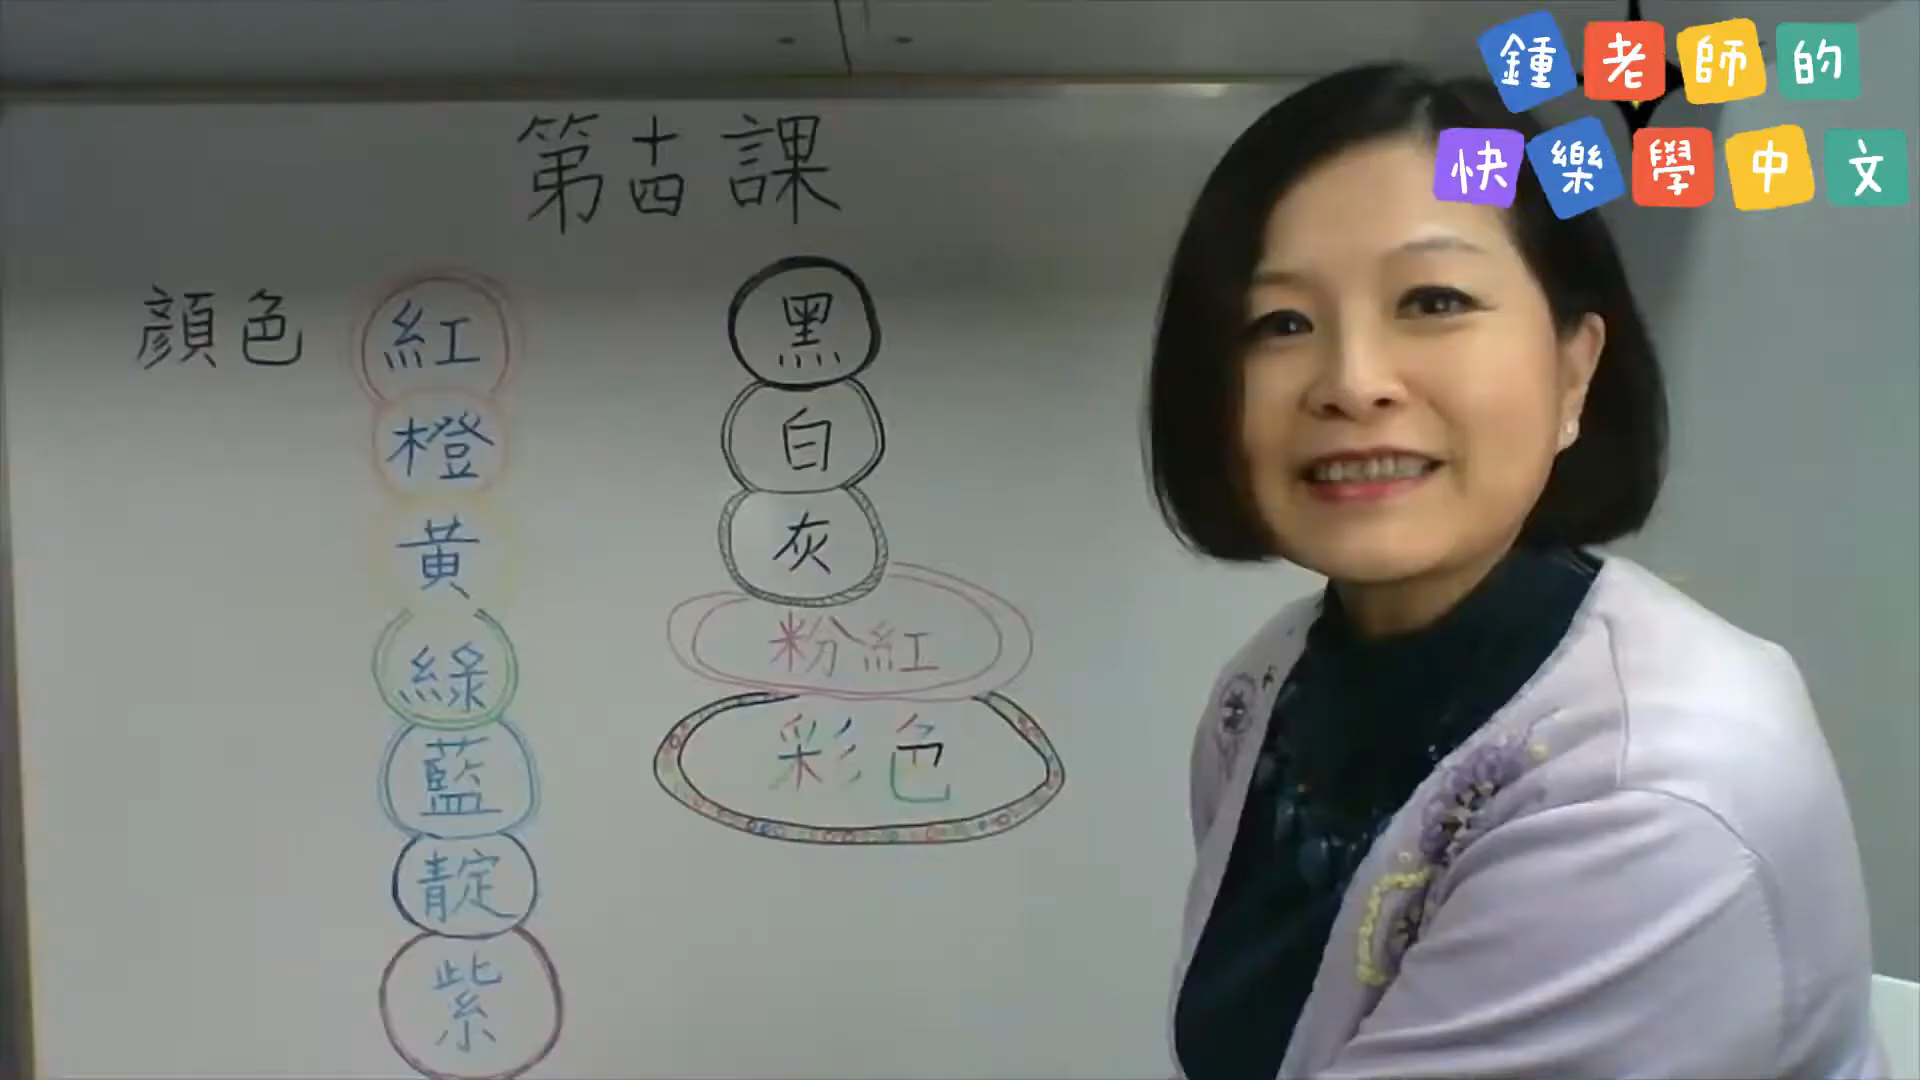 鍾老師的
快樂學中文
第十四課
顏色
紅
橙
黃
綠
藍
靛
紫
黑
白
灰
粉紅
彩色